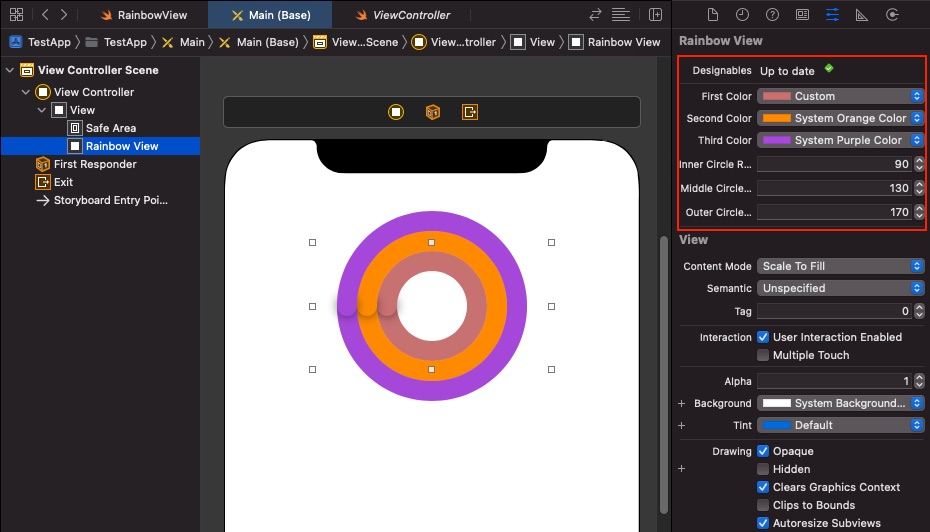 RainbowView
Main (Base)
ViewController
TestApp
TestApp
Main
Main (Base)
View...Scene
View...troller
View
Rainbow View
View Controller Scene
View Controller
View
Safe Area
Rainbow View
First Responder
Exit
Storyboard Entry Poi...
Rainbow View
Designables Up to date
First Color Custom
Second Color System Orange Color
Third Color System Purple Color
Inner Circle R... 90
Middle Circle... 130
Outer Circle... 170
View
Content Mode Scale To Fill
Semantic Unspecified
Tag 0
Interaction User Interaction Enabled
Multiple Touch
Alpha 1
+ Background System Background...
+ Tint Default
Drawing Opaque
+ Hidden
Clears Graphics Context
Clips to Bounds
Autoresize Subviews